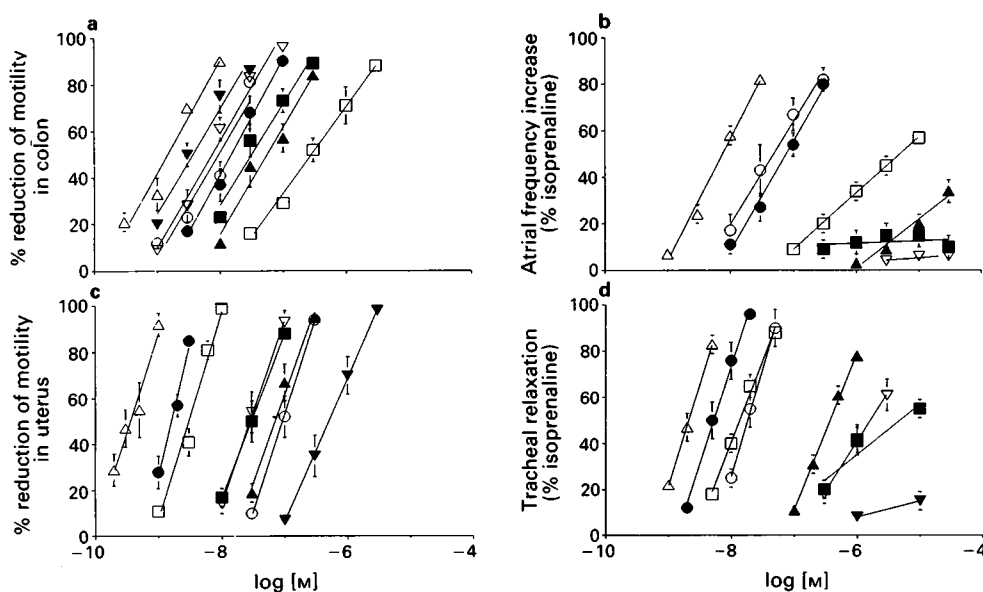 a
100
80
60
40
20
0
% reduction of motility
in colon
b
100
80
60
40
20
0
Atrial frequency increase
(% isoprenaline)
c
100
80
60
40
20
0
% reduction of motility
in uterus
−10
−8
−6
−4
log [M]
d
100
80
60
40
20
0
Tracheal relaxation
(% isoprenaline)
−10
−8
−6
−4
log [M]